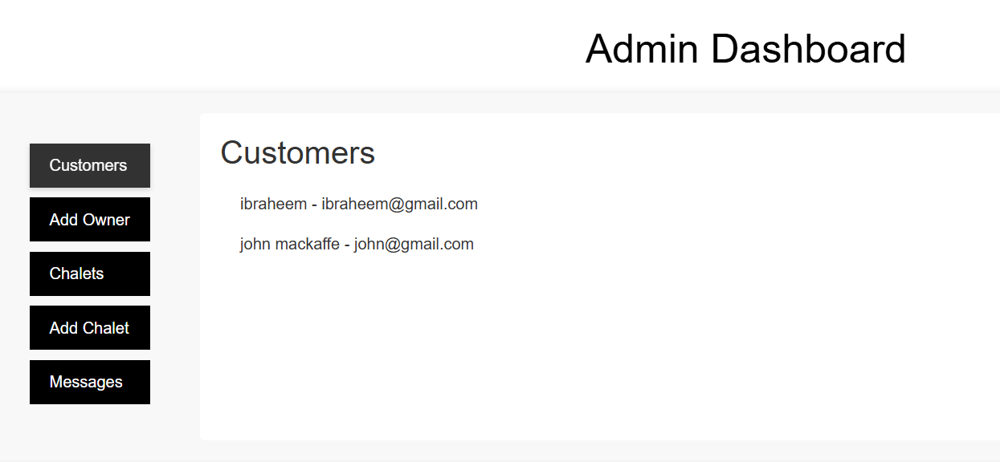 Admin Dashboard
Customers
Add Owner
Chalets
Add Chalet
Messages
Customers
ibraheem - ibraheem@gmail.com
john mackaffe - john@gmail.com